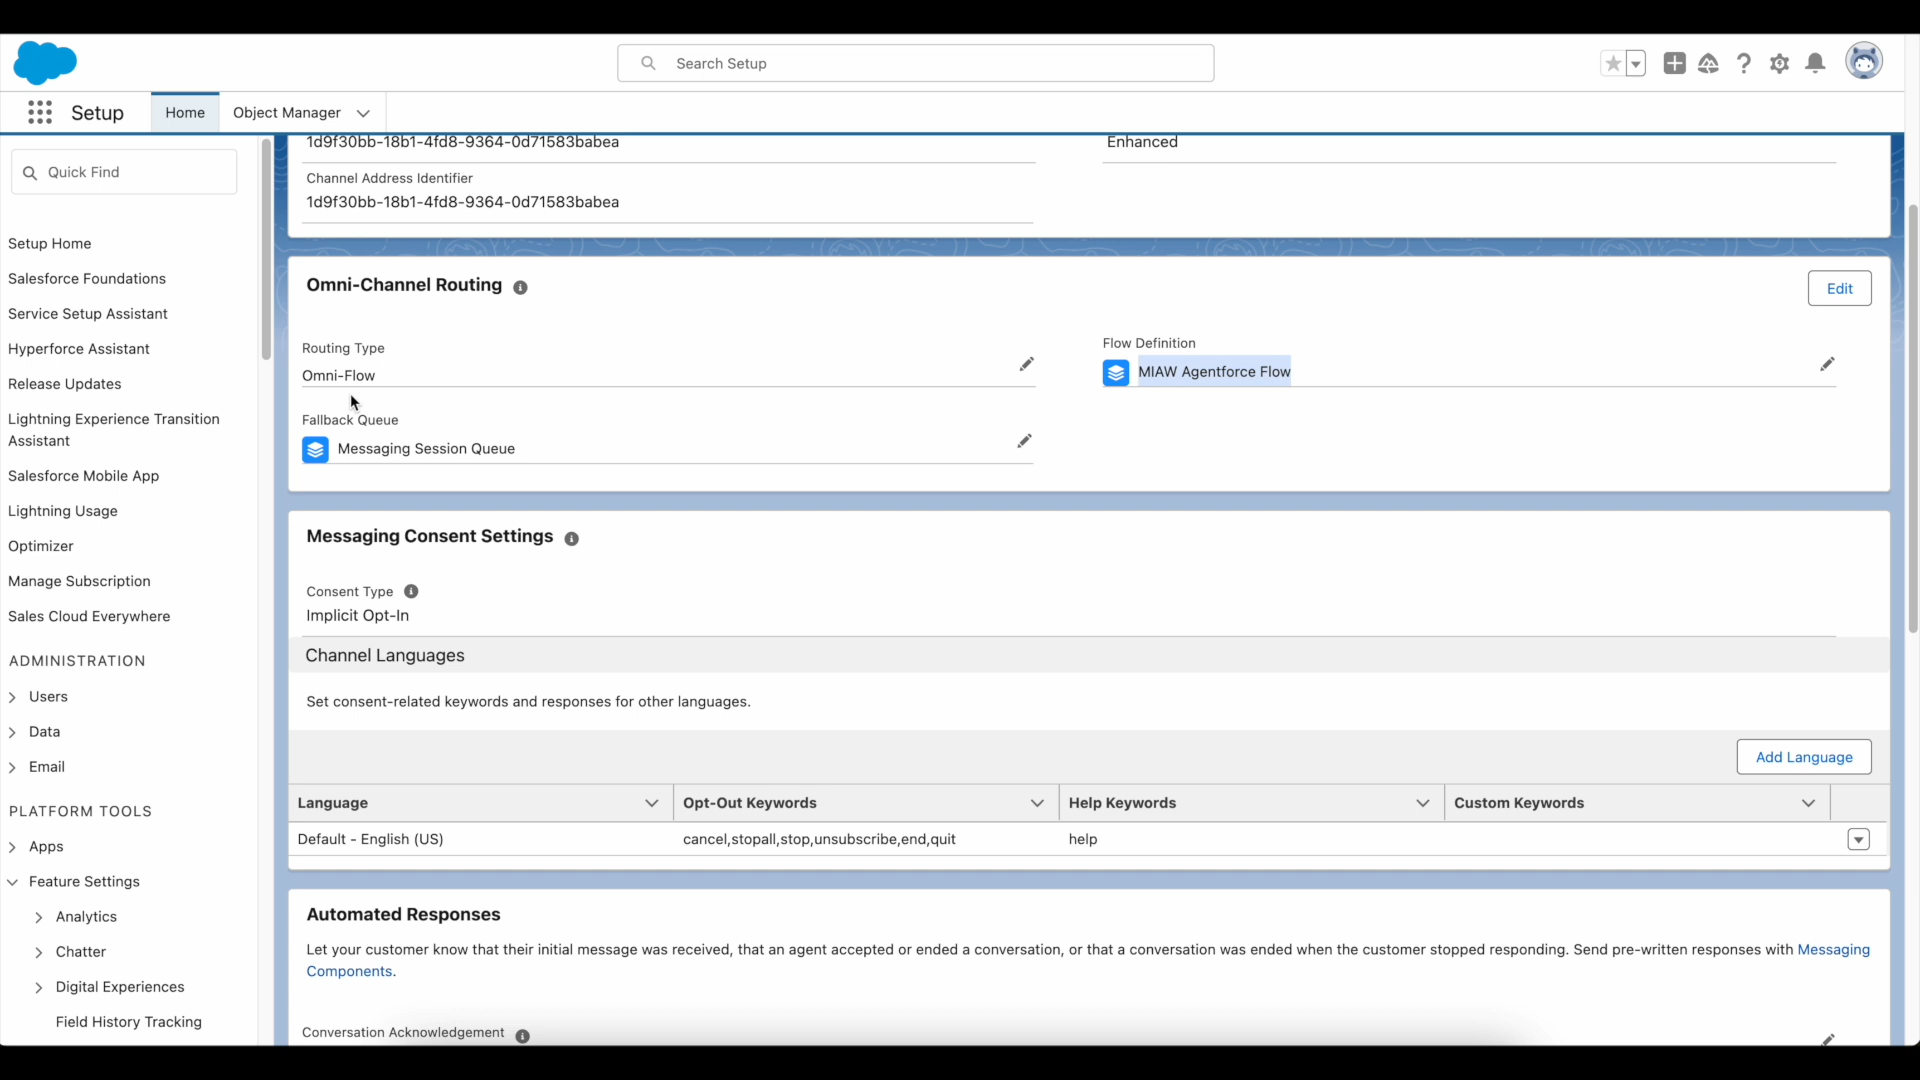 Search Setup
Setup
Home
Object Manager
Quick Find
Setup Home
Salesforce Foundations
Service Setup Assistant
Hyperforce Assistant
Release Updates
Lightning Experience Transition
Assistant
Salesforce Mobile App
Lightning Usage
Optimizer
Manage Subscription
Sales Cloud Everywhere
ADMINISTRATION
Users
Data
Email
PLATFORM TOOLS
Apps
Feature Settings
Analytics
Chatter
Digital Experiences
Field History Tracking
1d9f30bb-18b1-4fd8-9364-0d71583babea
Enhanced
Channel Address Identifier
1d9f30bb-18b1-4fd8-9364-0d71583babea
Omni-Channel Routing
Edit
Routing Type
Omni-Flow
Flow Definition
MIAW Agentforce Flow
Fallback Queue
Messaging Session Queue
Messaging Consent Settings
Consent Type
Implicit Opt-In
Channel Languages
Set consent-related keywords and responses for other languages.
Add Language
Language Opt-Out Keywords Help Keywords Custom Keywords
Default - English (US) cancel,stopall,stop,unsubscribe,end,quit help
Automated Responses
Let your customer know that their initial message was received, that an agent accepted or ended a conversation, or that a conversation was ended when the customer stopped responding. Send pre-written responses with Messaging
Components.
Conversation Acknowledgement